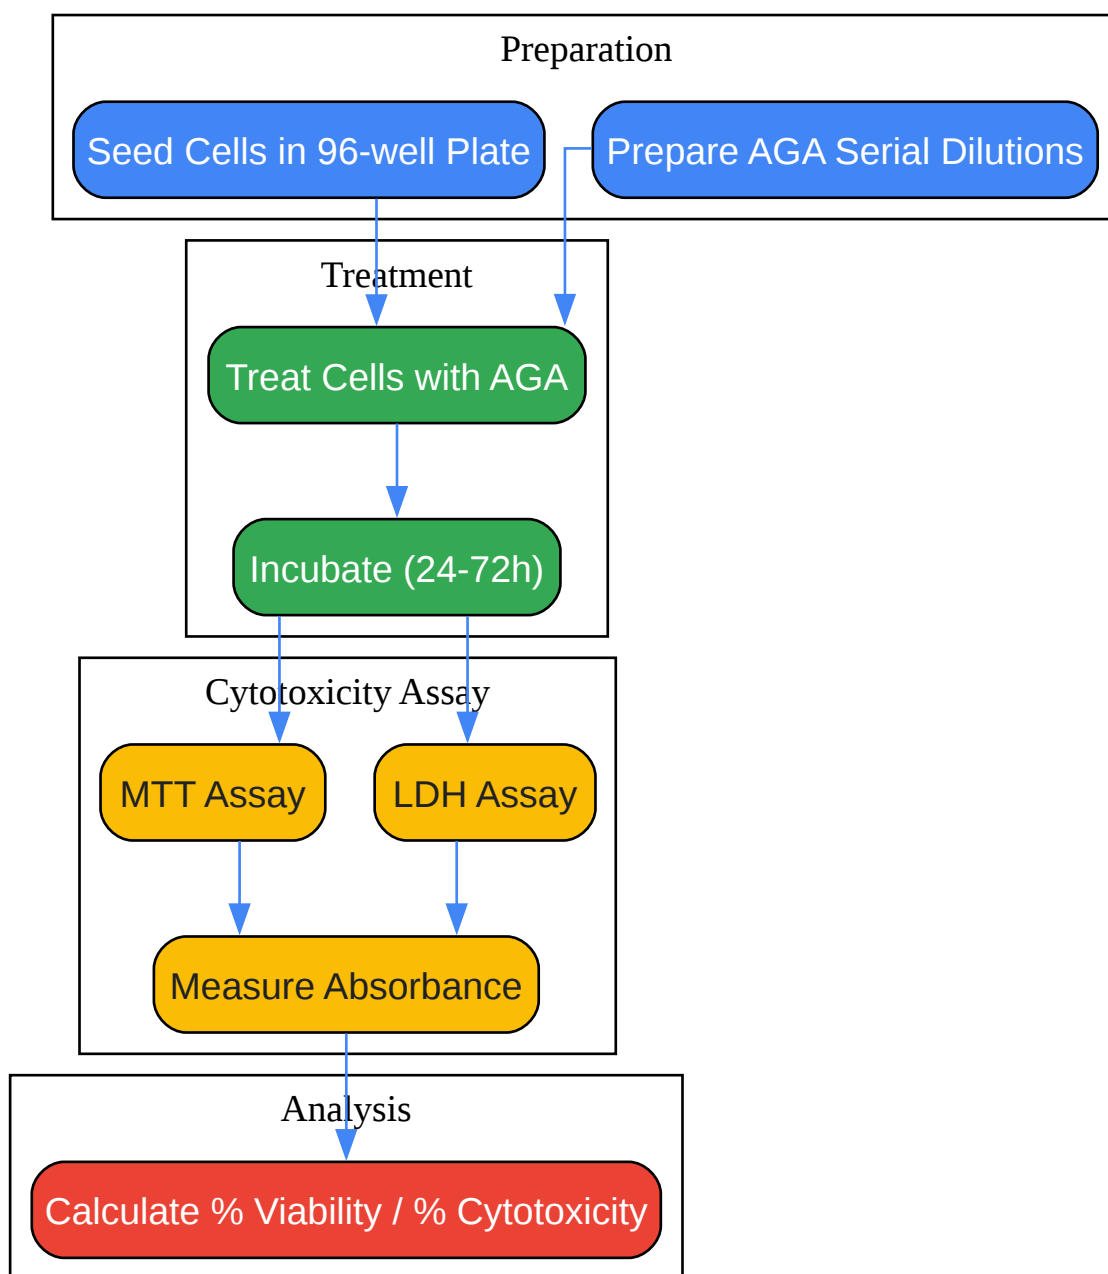 Preparation
Seed Cells in 96-well Plate
Prepare AGA Serial Dilutions
Treatment
Treat Cells with AGA
Incubate (24-72h)
Cytotoxicity Assay
MTT Assay
LDH Assay
Measure Absorbance
Analysis
Calculate % Viability / % Cytotoxicity